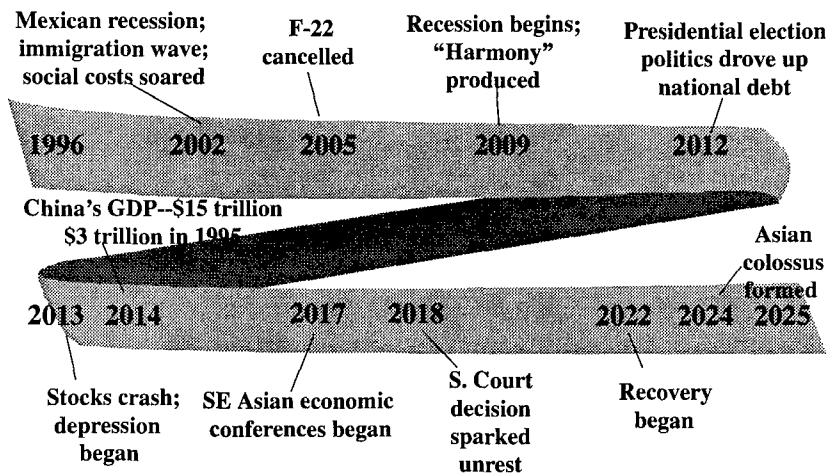 Mexican recession;
immigration wave;
social costs soared
F-22
cancelled
Recession begins;
“Harmony”
produced
Presidential election
politics drove up
national debt
1996
2002
2005
2009
2012
China’s GDP--$15 trillion
$3 trillion in 1995
Asian
colossus
formed
2013
2014
2017
2018
2022
2024
2025
Stocks crash;
depression
began
SE Asian economic
conferences began
S. Court
decision
sparked
unrest
Recovery
began